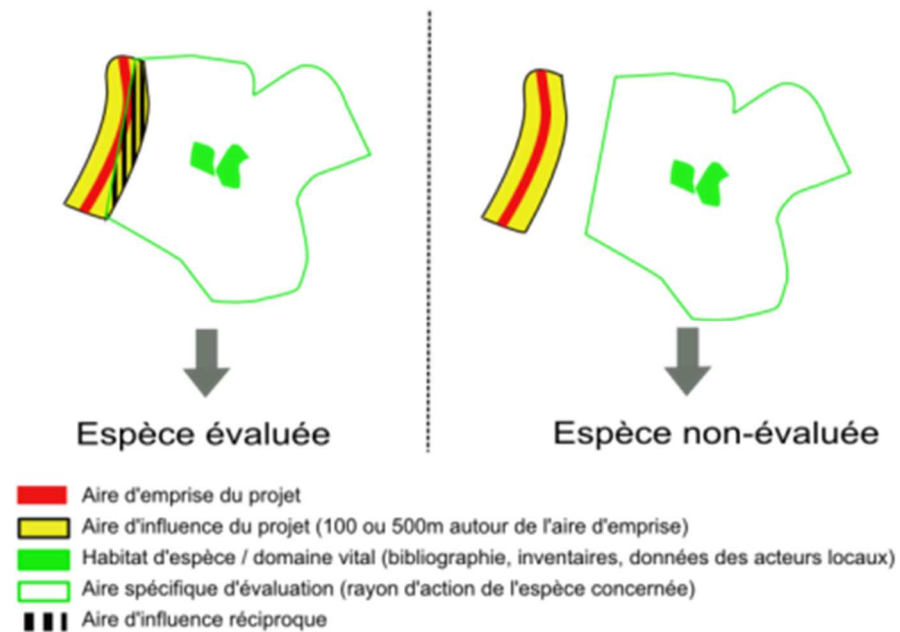 Espèce évaluée
Espèce non-évaluée
Aire d'emprise du projet
Aire d'influence du projet (100 ou 500m autour de l'aire d'emprise)
Habitat d'espèce / domaine vital (bibliographie, inventaires, données des acteurs locaux)
Aire spécifique d'évaluation (rayon d'action de l'espèce concernée)
Aire d'influence réciproque